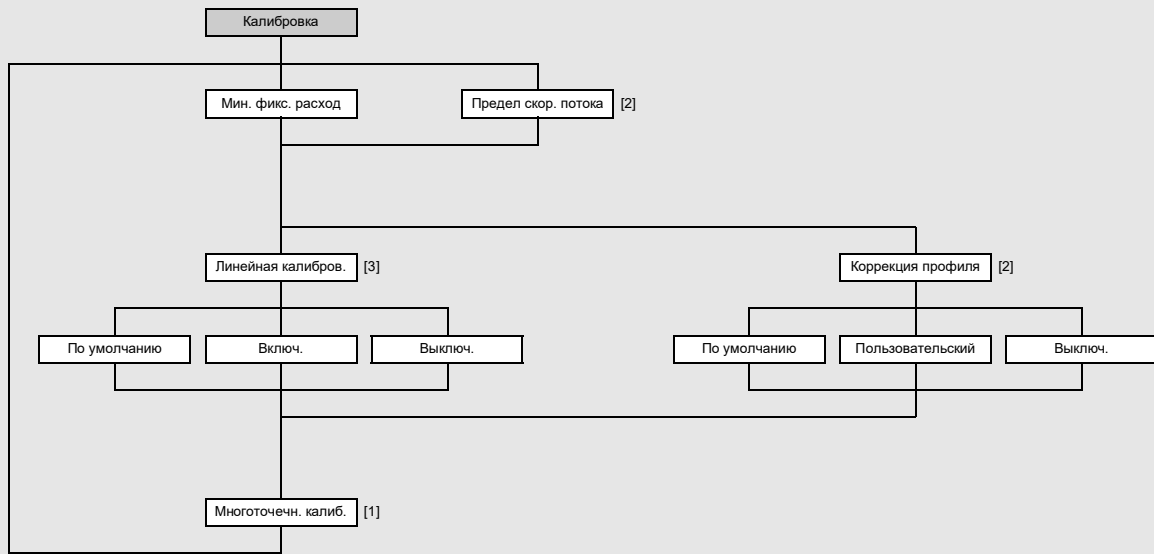 Калибровка
Мин. фикс. расход
Предел скор. потока [2]
Линейная калибров. [3]
Коррекция профиля [2]
По умолчанию
Включ.
Выключ.
По умолчанию
Пользовательский
Выключ.
Многоточечн. калиб. [1]